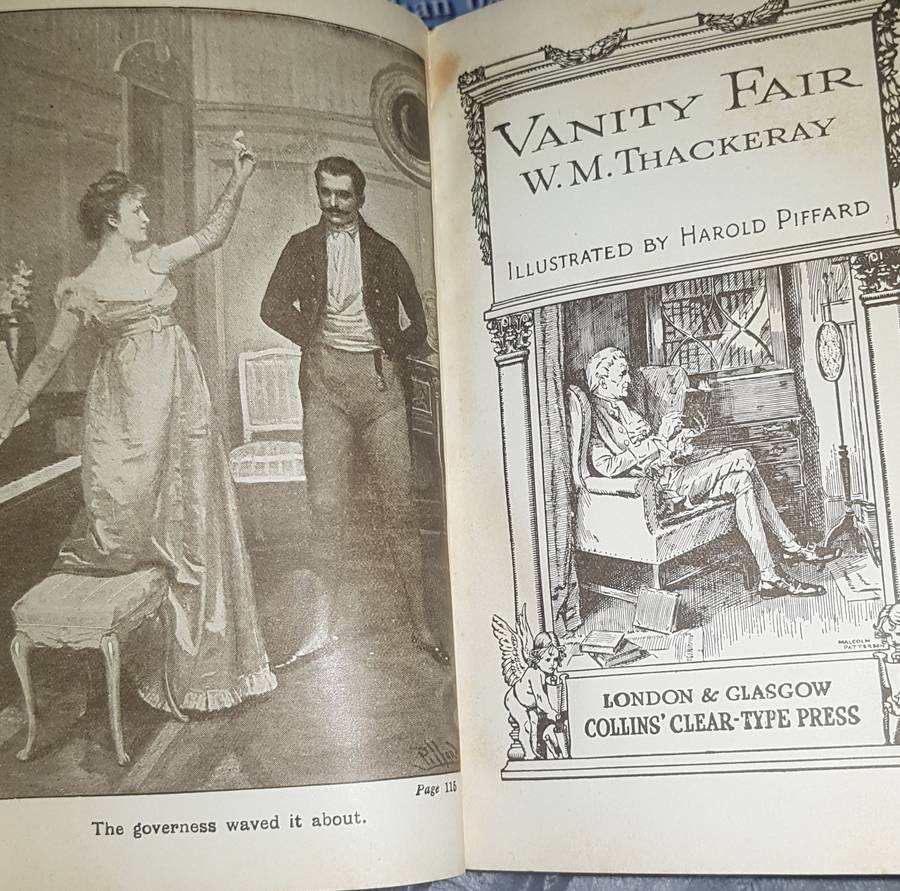 Page 115
The governess waved it about.
VANITY FAIR
W. M. THACKERAY
ILLUSTRATED BY HAROLD PIFFARD
MALCOLM
PATTERSON
LONDON & GLASGOW
COLLINS' CLEAR-TYPE PRESS